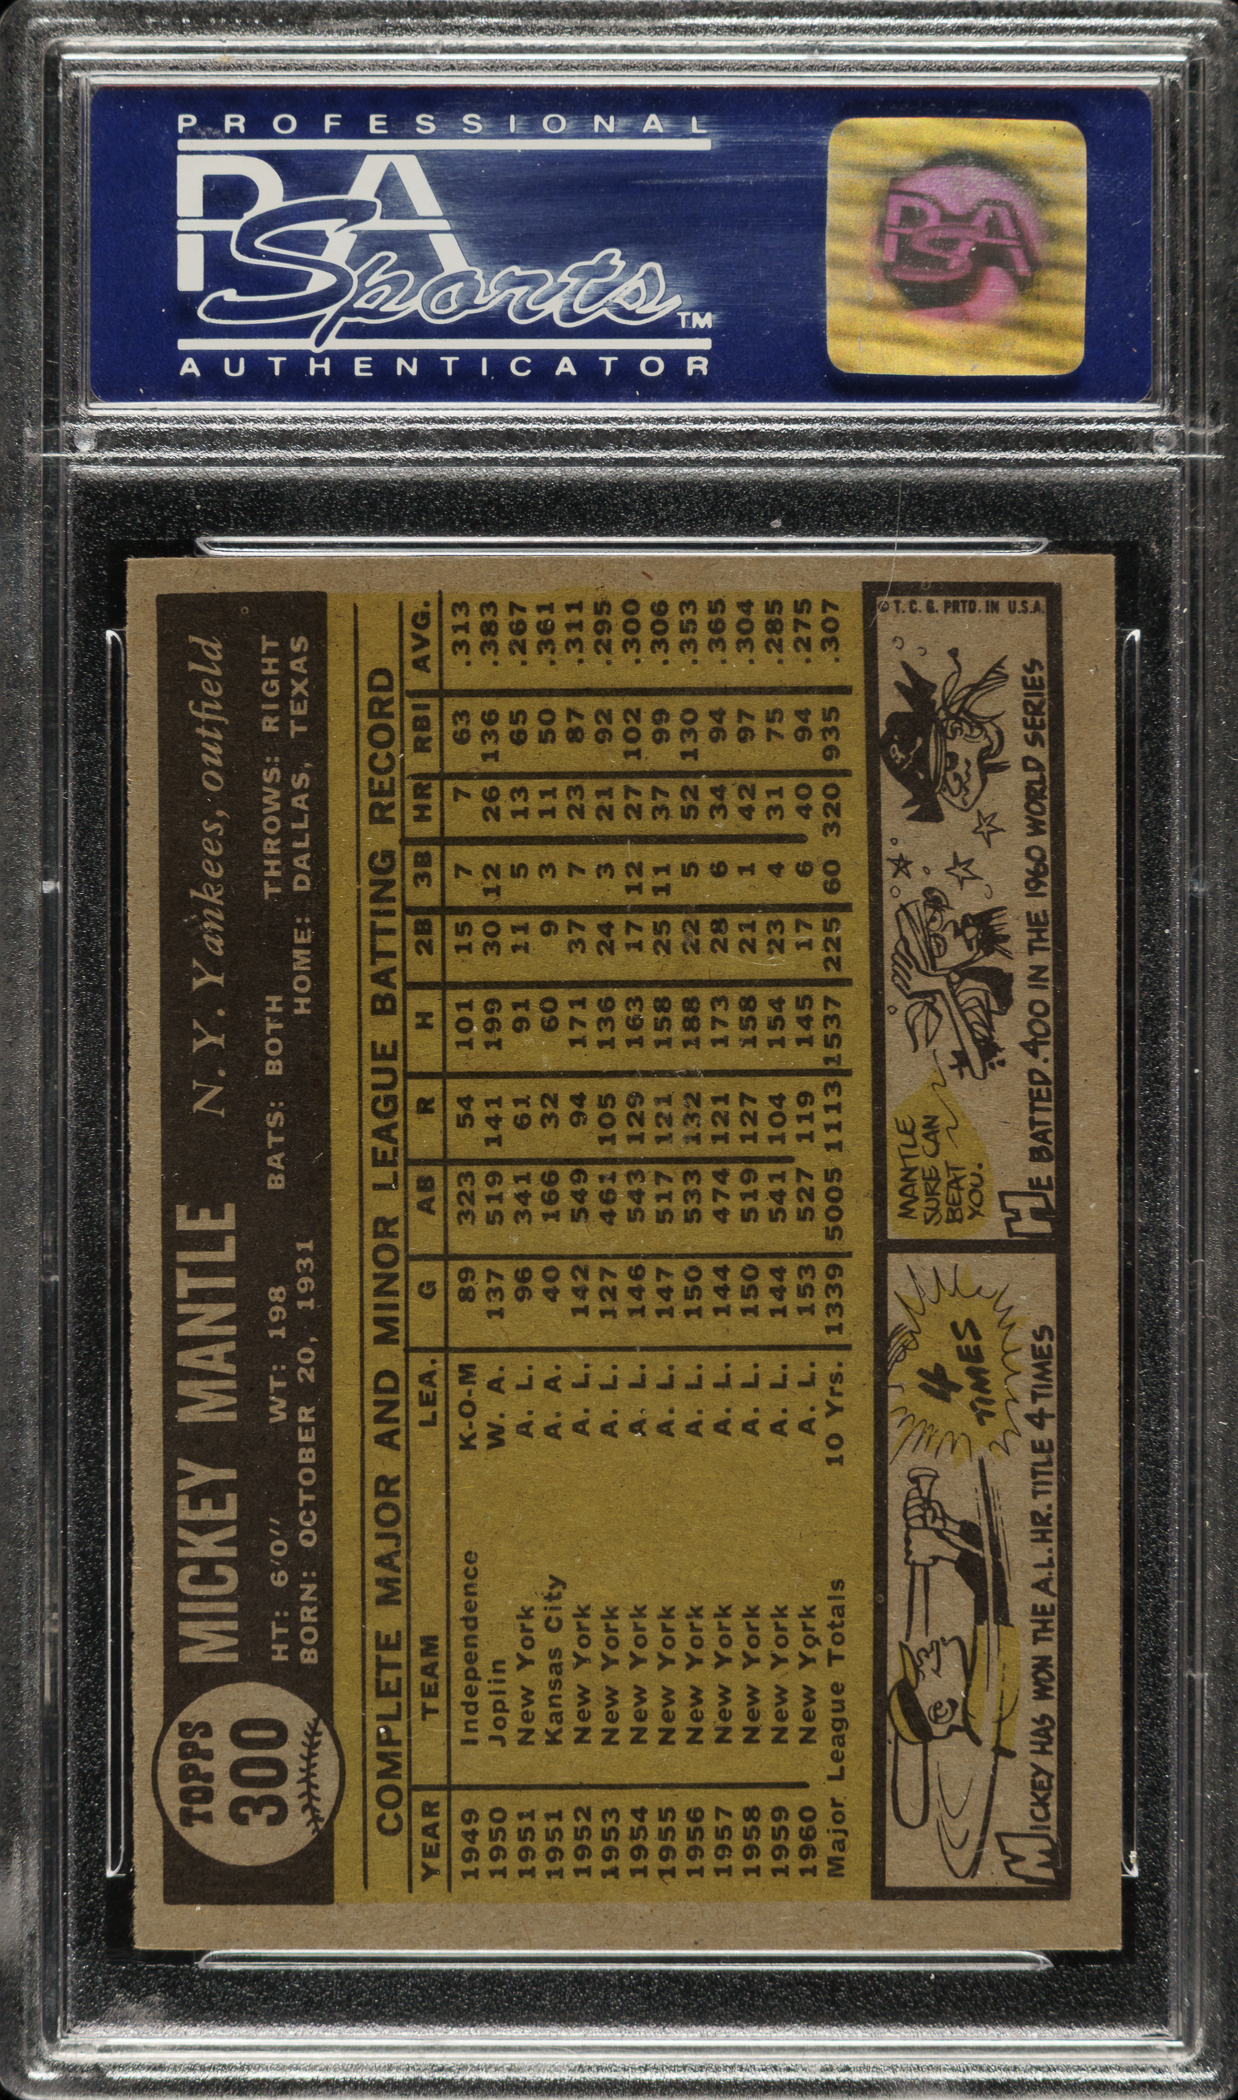 PROFESSIONAL
PSA
Sports™
AUTHENTICATOR
PSA
TOPPS
300
MICKEY MANTLE N. Y. Yankees, outfield
HT: 6'0" WT: 198 BATS: BOTH THROWS: RIGHT
BORN: OCTOBER 20, 1931 HOME: DALLAS, TEXAS
COMPLETE MAJOR AND MINOR LEAGUE BATTING RECORD
YEAR TEAM LEA. G AB R H 2B 3B HR RBI AVG.
1949 Independence K-O-M 89 323 54 101 15 7 7 63 .313
1950 Joplin W. A. 137 519 141 199 30 12 26 136 .383
1951 New York A. L. 96 341 61 91 11 5 13 65 .267
1951 Kansas City A. A. 40 166 32 60 9 3 11 50 .361
1952 New York A. L. 142 549 94 171 37 7 23 87 .311
1953 New York A. L. 127 461 105 136 24 3 21 92 .295
1954 New York A. L. 146 543 129 163 17 12 27 102 .300
1955 New York A. L. 147 517 121 158 25 11 37 99 .306
1956 New York A. L. 150 533 132 188 22 5 52 130 .353
1957 New York A. L. 144 474 121 173 28 6 34 94 .365
1958 New York A. L. 150 519 127 158 21 1 42 97 .304
1959 New York A. L. 144 541 104 154 23 4 31 75 .285
1960 New York A. L. 153 527 119 145 17 6 40 94 .275
Major League Totals 10 Yrs. 1339 5005 1113 1537 225 60 320 935 .307
4
TIMES
MICKEY HAS WON THE A.L. HR. TITLE 4 TIMES
MANTLE
SURE CAN
BEAT
YOU.
HE BATTED .400 IN THE 1960 WORLD SERIES
© T. C. G. PRTD. IN U.S.A.